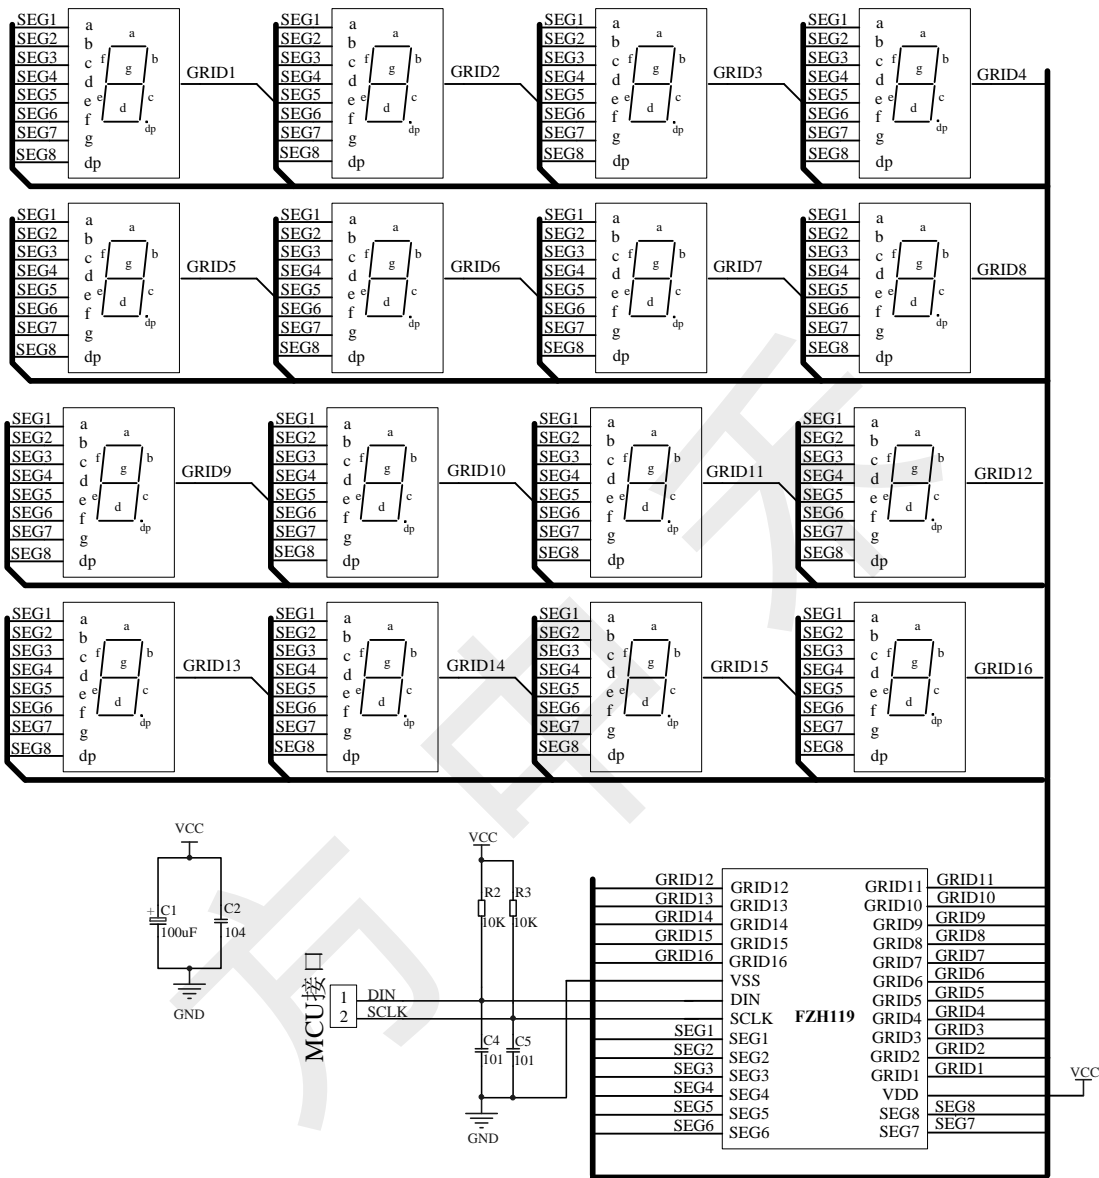 SEG1 a SEG1 a SEG1 a SEG1 a
SEG2 b SEG2 b SEG2 b SEG2 b
SEG3 c SEG3 c SEG3 c SEG3 c
SEG4 d SEG4 d SEG4 d SEG4 d
SEG5 e SEG5 e SEG5 e SEG5 e
SEG6 f SEG6 f SEG6 f SEG6 f
SEG7 g SEG7 g SEG7 g SEG7 g
SEG8 dp SEG8 dp SEG8 dp SEG8 dp
a f b g e c d dp GRID1
a f b g e c d dp GRID2
a f b g e c d dp GRID3
a f b g e c d dp GRID4
SEG1 a SEG1 a SEG1 a SEG1 a
SEG2 b SEG2 b SEG2 b SEG2 b
SEG3 c SEG3 c SEG3 c SEG3 c
SEG4 d SEG4 d SEG4 d SEG4 d
SEG5 e SEG5 e SEG5 e SEG5 e
SEG6 f SEG6 f SEG6 f SEG6 f
SEG7 g SEG7 g SEG7 g SEG7 g
SEG8 dp SEG8 dp SEG8 dp SEG8 dp
a f b g e c d dp GRID5
a f b g e c d dp GRID6
a f b g e c d dp GRID7
a f b g e c d dp GRID8
SEG1 a SEG1 a SEG1 a SEG1 a
SEG2 b SEG2 b SEG2 b SEG2 b
SEG3 c SEG3 c SEG3 c SEG3 c
SEG4 d SEG4 d SEG4 d SEG4 d
SEG5 e SEG5 e SEG5 e SEG5 e
SEG6 f SEG6 f SEG6 f SEG6 f
SEG7 g SEG7 g SEG7 g SEG7 g
SEG8 dp SEG8 dp SEG8 dp SEG8 dp
a f b g e c d dp GRID9
a f b g e c d dp GRID10
a f b g e c d dp GRID11
a f b g e c d dp GRID12
SEG1 a SEG1 a SEG1 a SEG1 a
SEG2 b SEG2 b SEG2 b SEG2 b
SEG3 c SEG3 c SEG3 c SEG3 c
SEG4 d SEG4 d SEG4 d SEG4 d
SEG5 e SEG5 e SEG5 e SEG5 e
SEG6 f SEG6 f SEG6 f SEG6 f
SEG7 g SEG7 g SEG7 g SEG7 g
SEG8 dp SEG8 dp SEG8 dp SEG8 dp
a f b g e c d dp GRID13
a f b g e c d dp GRID14
a f b g e c d dp GRID15
a f b g e c d dp GRID16
VCC
+ C1
100uF
C2
104
GND
VCC
R2
10K
R3
10K
MCU接口
1 DIN
2 SCLK
C4
101
C5
101
GND
GRID12 GRID12 GRID11 GRID11
GRID13 GRID13 GRID10 GRID10
GRID14 GRID14 GRID9 GRID9
GRID15 GRID15 GRID8 GRID8
GRID16 GRID16 GRID7 GRID7
VSS GRID6 GRID6
DIN GRID5 GRID5
SCLK FZH119 GRID4 GRID4
SEG1 SEG1 GRID3 GRID3
SEG2 SEG2 GRID2 GRID2
SEG3 SEG3 GRID1 GRID1
SEG4 SEG4 VDD VCC
SEG5 SEG5 SEG8 SEG8
SEG6 SEG6 SEG7 SEG7
方中禾